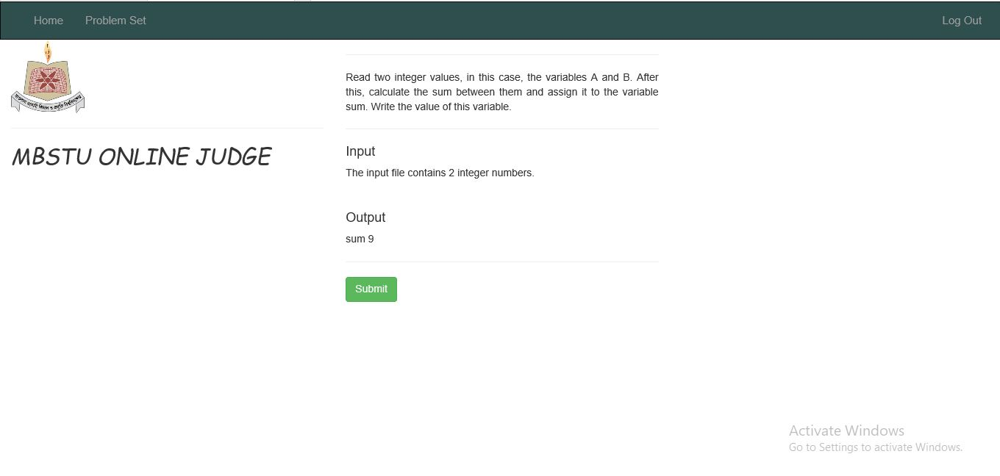 Home Problem Set Log Out
MBSTU ONLINE JUDGE
Read two integer values, in this case, the variables A and B. After
this, calculate the sum between them and assign it to the variable
sum. Write the value of this variable.
Input
The input file contains 2 integer numbers.
Output
sum 9
Submit
Activate Windows
Go to Settings to activate Windows.